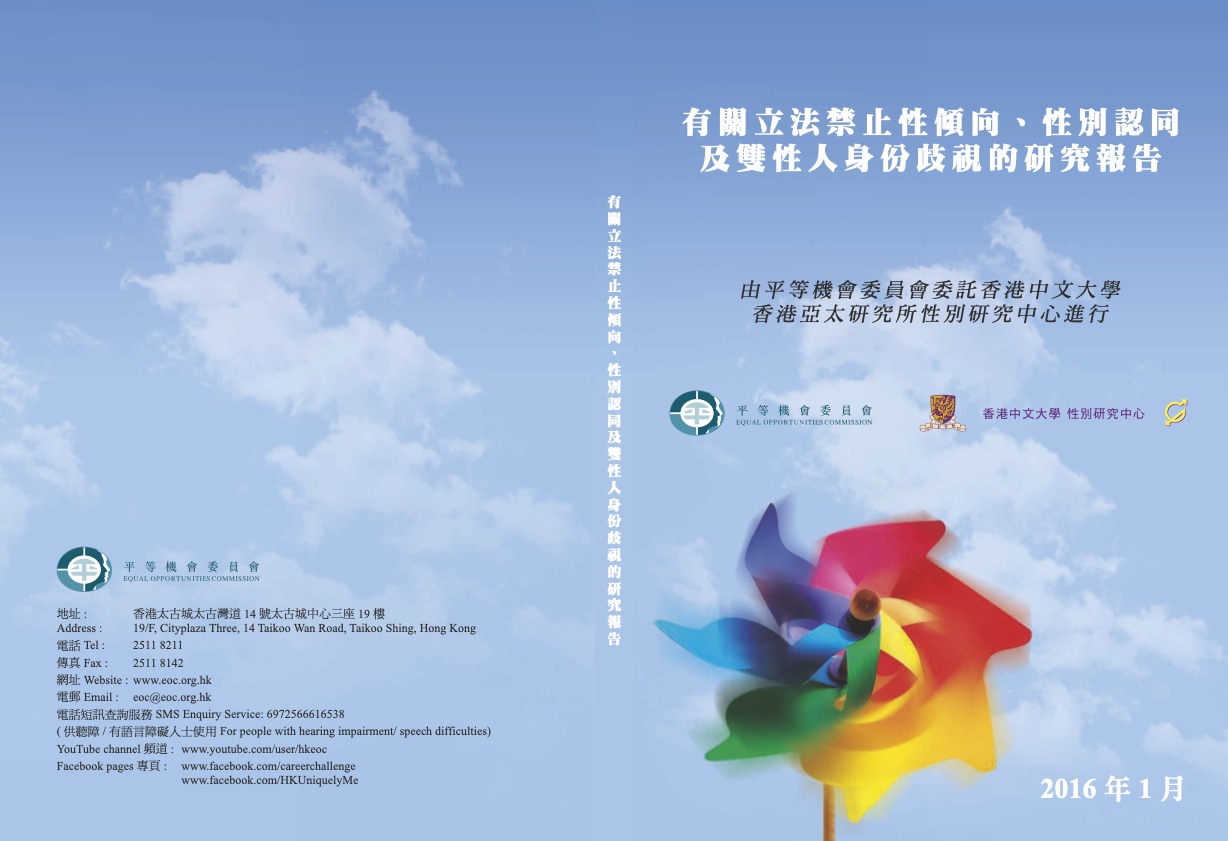 有關立法禁止性傾向、性別認同
及雙性人身份歧視的研究報告
由平等機會委員會委託香港中文大學
香港亞太研究所性別研究中心進行
平等機會委員會
EQUAL OPPORTUNITIES COMMISSION
香港中文大學 性別研究中心
2016 年 1 月
有關立法禁止性傾向、性別認同及雙性人身份歧視的研究報告
平等機會委員會
EQUAL OPPORTUNITIES COMMISSION
地址 : 香港太古城太古灣道 14 號太古城中心三座 19 樓
Address : 19/F, Cityplaza Three, 14 Taikoo Wan Road, Taikoo Shing, Hong Kong
電話 Tel : 2511 8211
傳真 Fax : 2511 8142
網址 Website : www.eoc.org.hk
電郵 Email : eoc@eoc.org.hk
電話短訊查詢服務 SMS Enquiry Service: 6972566616538
( 供聽障 / 有語言障礙人士使用 For people with hearing impairment/ speech difficulties)
YouTube channel 頻道 : www.youtube.com/user/hkeoc
Facebook pages 專頁 : www.facebook.com/careerchallenge
www.facebook.com/HKUniquelyMe